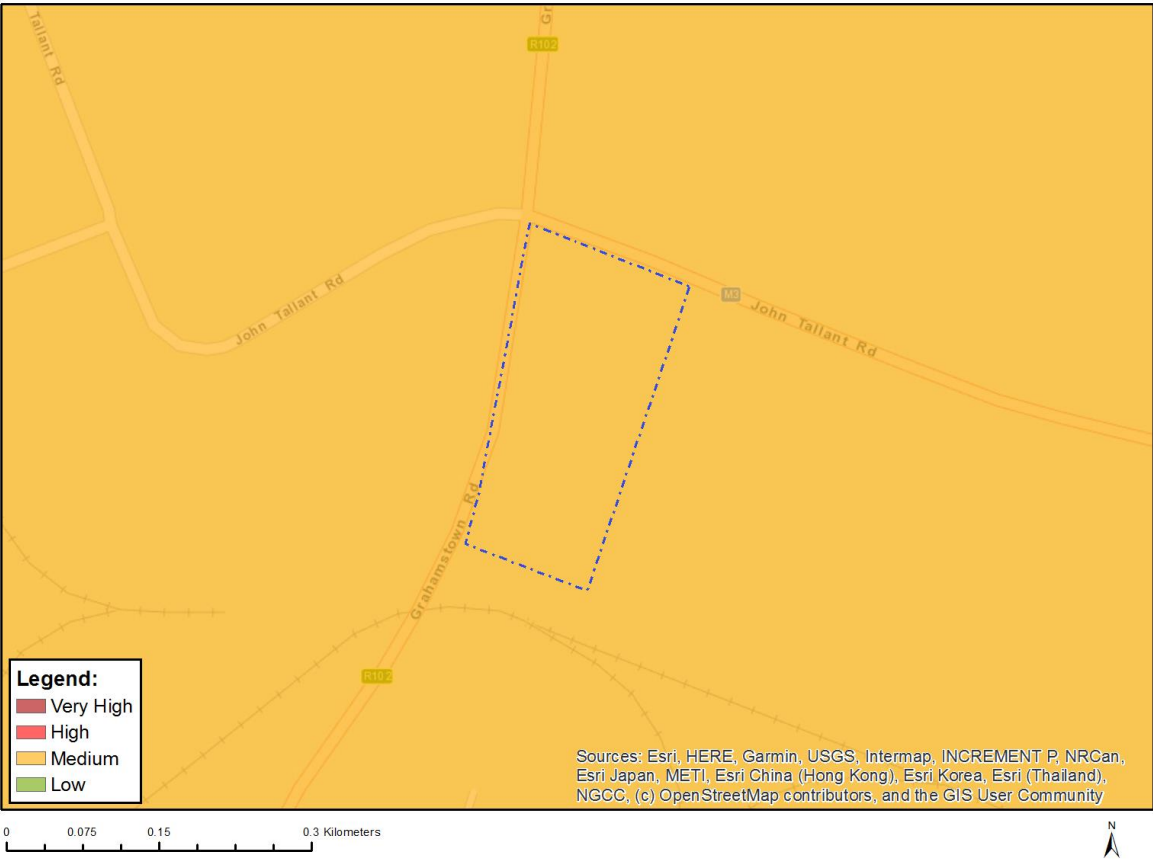 Tallant Rd
Gr
R102
John Tallant Rd
M3
John Tallant Rd
Grahamstown Rd
R102
Legend:
Very High
High
Medium
Low
Sources: Esri, HERE, Garmin, USGS, Intermap, INCREMENT P, NRCan,
Esri Japan, METI, Esri China (Hong Kong), Esri Korea, Esri (Thailand),
NGCC, (c) OpenStreetMap contributors, and the GIS User Community
0 0.075 0.15 0.3 Kilometers
N